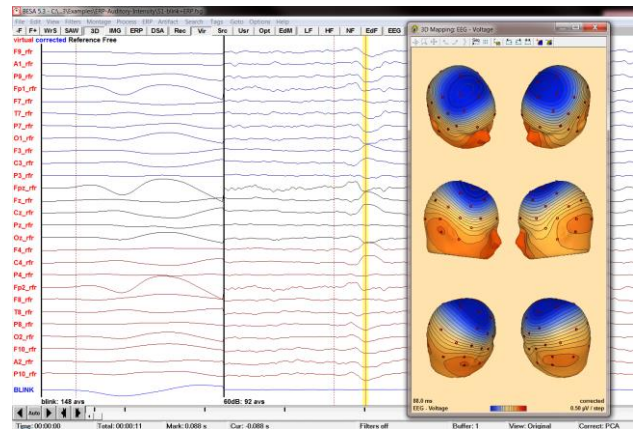 BESA 5.3 - C:\...3\Examples\ERP-Auditory-Intensity\S1-blink+ERP.fsg
File Edit View Filters Montage Process ERP Artifact Search Tags Goto Options Help
-F F+ WrS SAW 3D IMG ERP DSA Rec Vir Src Usr Opt EdM LF HF NF EdF EEG
virtual corrected Reference Free
F9_rfr
A1_rfr
P9_rfr
Fp1_rfr
F7_rfr
T7_rfr
P7_rfr
O1_rfr
F3_rfr
C3_rfr
P3_rfr
Fpz_rfr
Fz_rfr
Cz_rfr
Pz_rfr
Oz_rfr
F4_rfr
C4_rfr
P4_rfr
Fp2_rfr
F8_rfr
T8_rfr
P8_rfr
O2_rfr
F10_rfr
A2_rfr
P10_rfr
BLINK
blink: 148 avs
60dB: 92 avs
Auto
Time: 00:00:00 Total: 00:00:11 Mark: 0.088 s Cur: -0.088 s Filters off Buffer: 1 View: Original Correct: PCA
3D Mapping: EEG - Voltage
88.0 ms
corrected
EEG - Voltage
0.50 µV / step